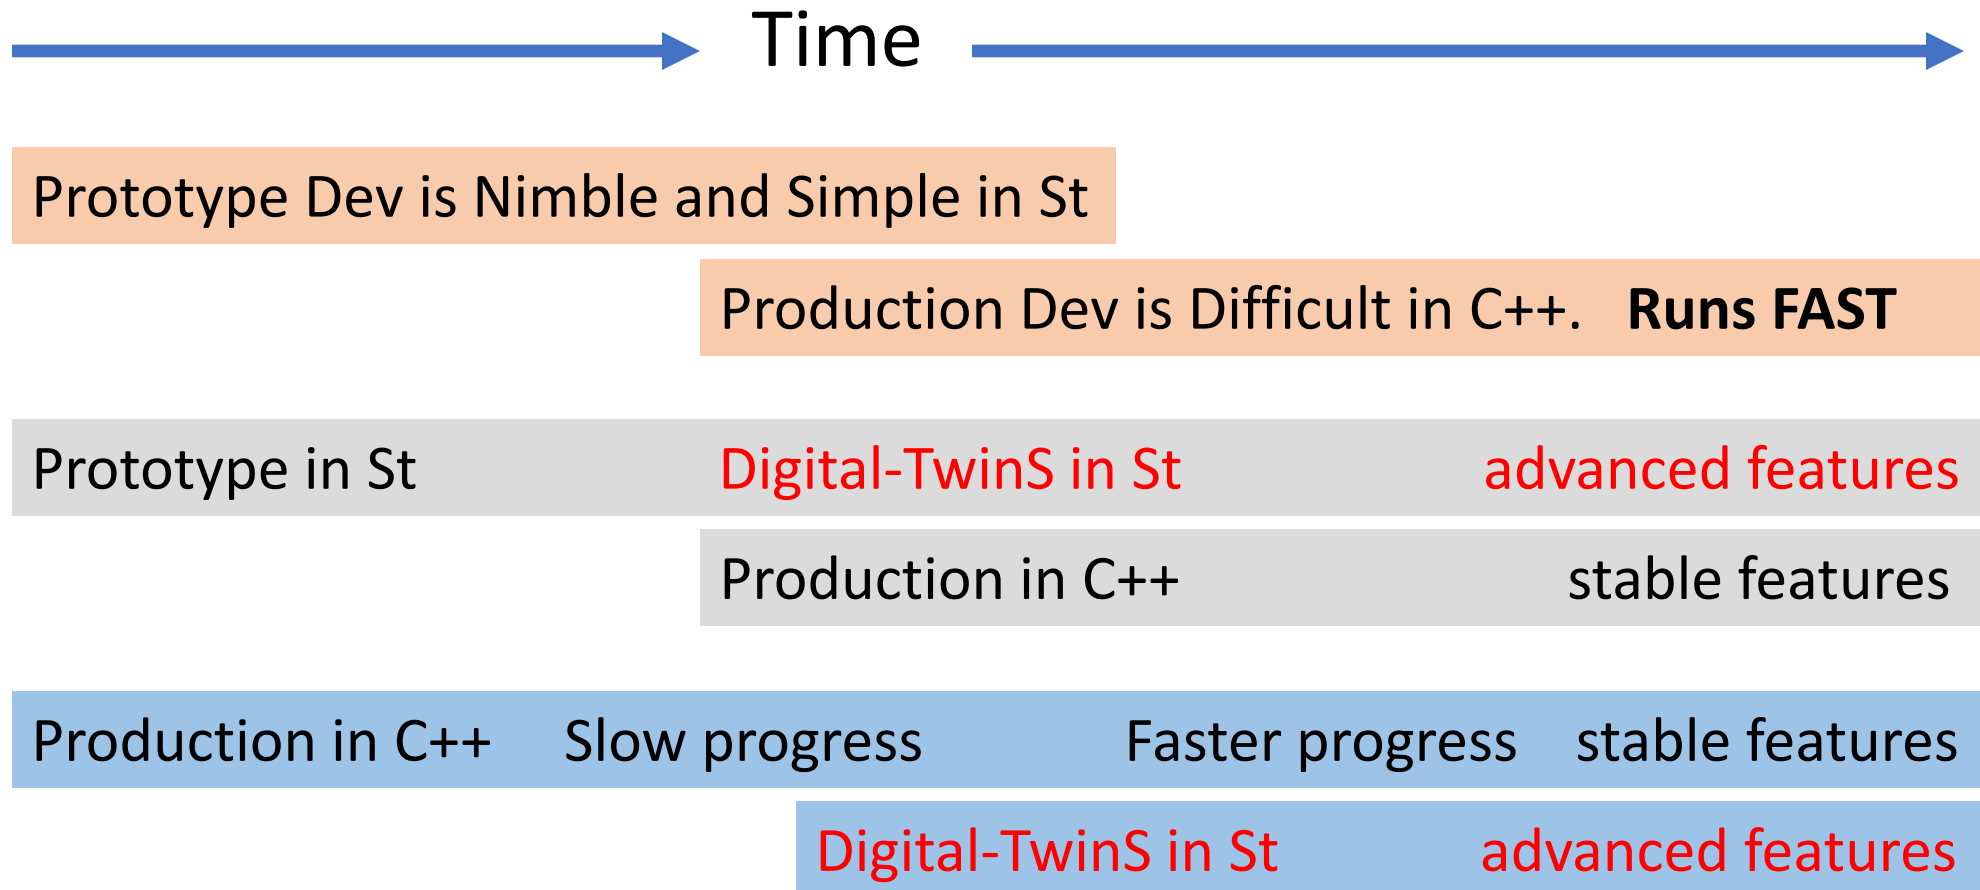 Time
Prototype Dev is Nimble and Simple in St
Production Dev is Difficult in C++. Runs FAST
Prototype in St Digital-TwinS in St advanced features
Production in C++ stable features
Production in C++ Slow progress Faster progress stable features
Digital-TwinS in St advanced features